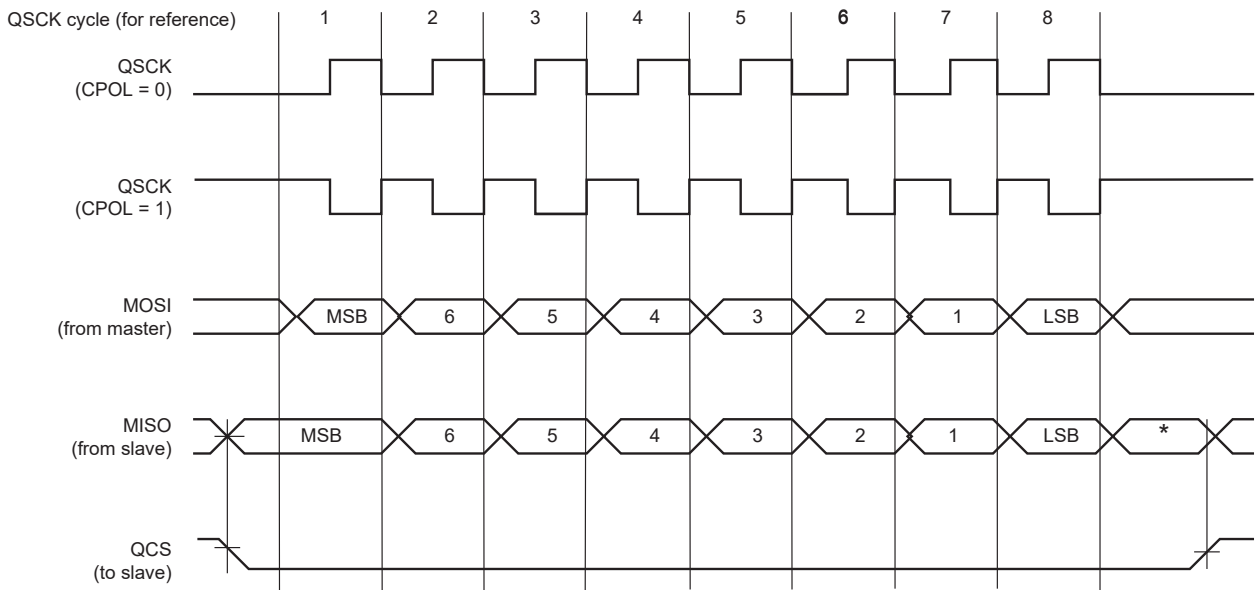 QSCK cycle (for reference) 1 2 3 4 5 6 7 8
QSCK
(CPOL = 0)
QSCK
(CPOL = 1)
MOSI
(from master)
MSB 6 5 4 3 2 1 LSB
MISO
(from slave)
MSB 6 5 4 3 2 1 LSB *
QCS
(to slave)